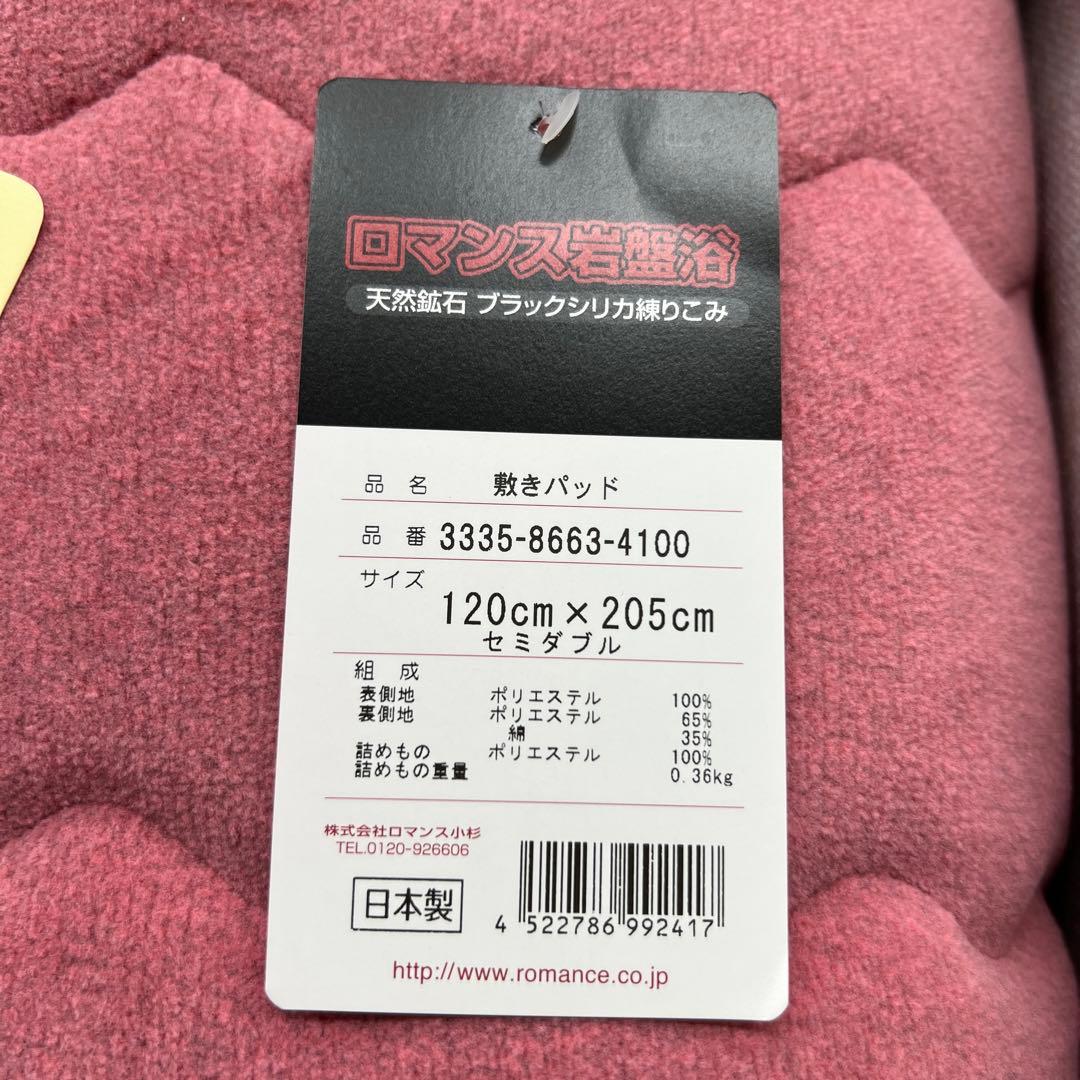 ロマンス岩盤浴
天然鉱石 ブラックシリカ練りこみ
品名 敷きパッド
品番 3335-8663-4100
サイズ
120cm×205cm
セミダブル
組成
表側地 ポリエステル 100%
裏側地 ポリエステル 65%
綿 35%
詰めもの ポリエステル 100%
詰めもの重量 0.36kg
株式会社ロマンス小杉
TEL.0120-926606
日本製
4 522786 992417
http://www.romance.co.jp